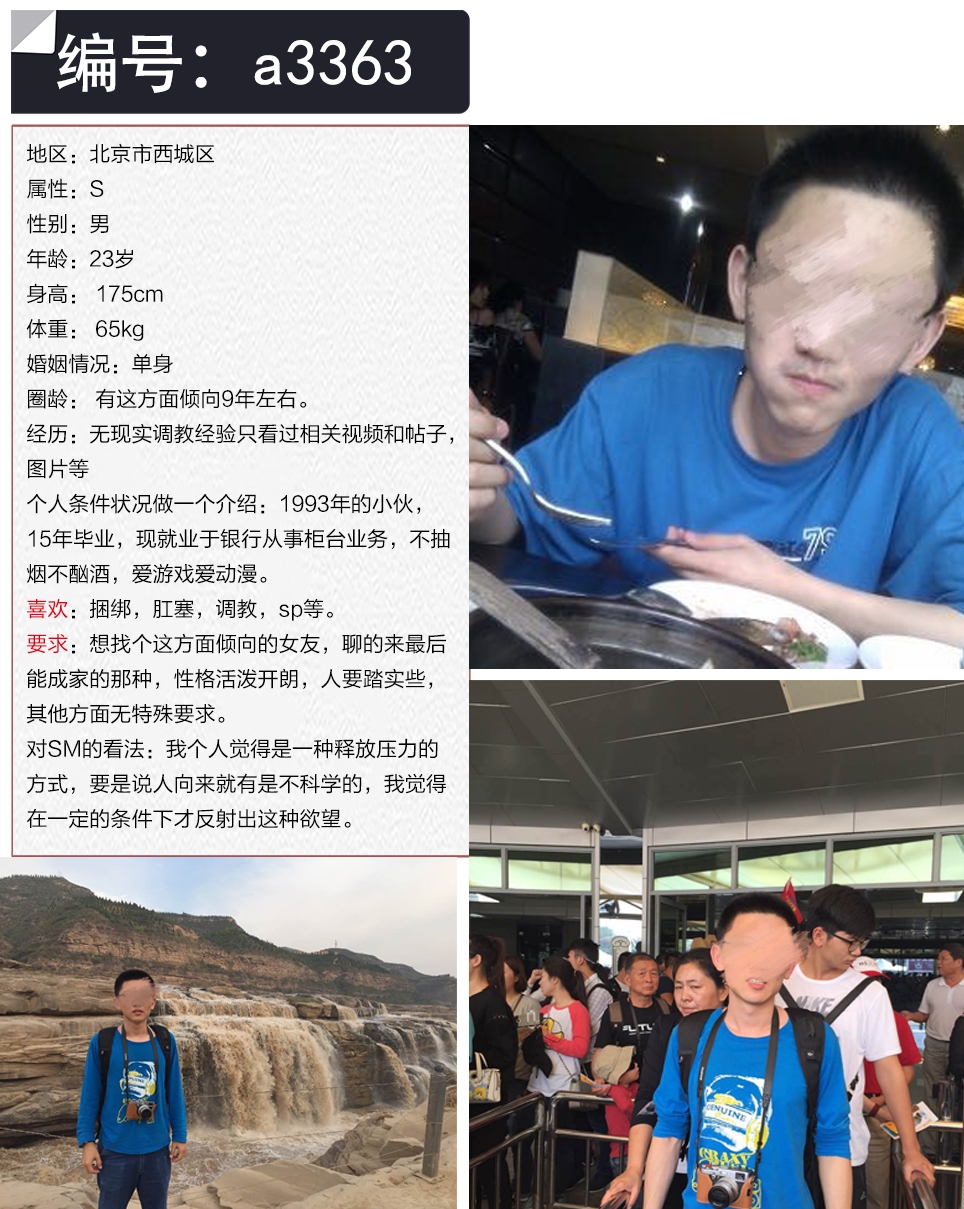 编号：a3363
地区：北京市西城区
属性：S
性别：男
年龄：23岁
身高： 175cm
体重： 65kg
婚姻情况：单身
圈龄： 有这方面倾向9年左右。
经历：无现实调教经验只看过相关视频和帖子，
图片等
个人条件状况做一个介绍：1993年的小伙，
15年毕业，现就业于银行从事柜台业务，不抽
烟不酗酒，爱游戏爱动漫。
喜欢：捆绑，肛塞，调教，sp等。
要求：想找个这方面倾向的女友，聊的来最后
能成家的那种，性格活泼开朗，人要踏实些，
其他方面无特殊要求。
对SM的看法：我个人觉得是一种释放压力的
方式，要是说人向来就有是不科学的，我觉得
在一定的条件下才反射出这种欲望。
79
GENUINE
GENUINE
CRAXY